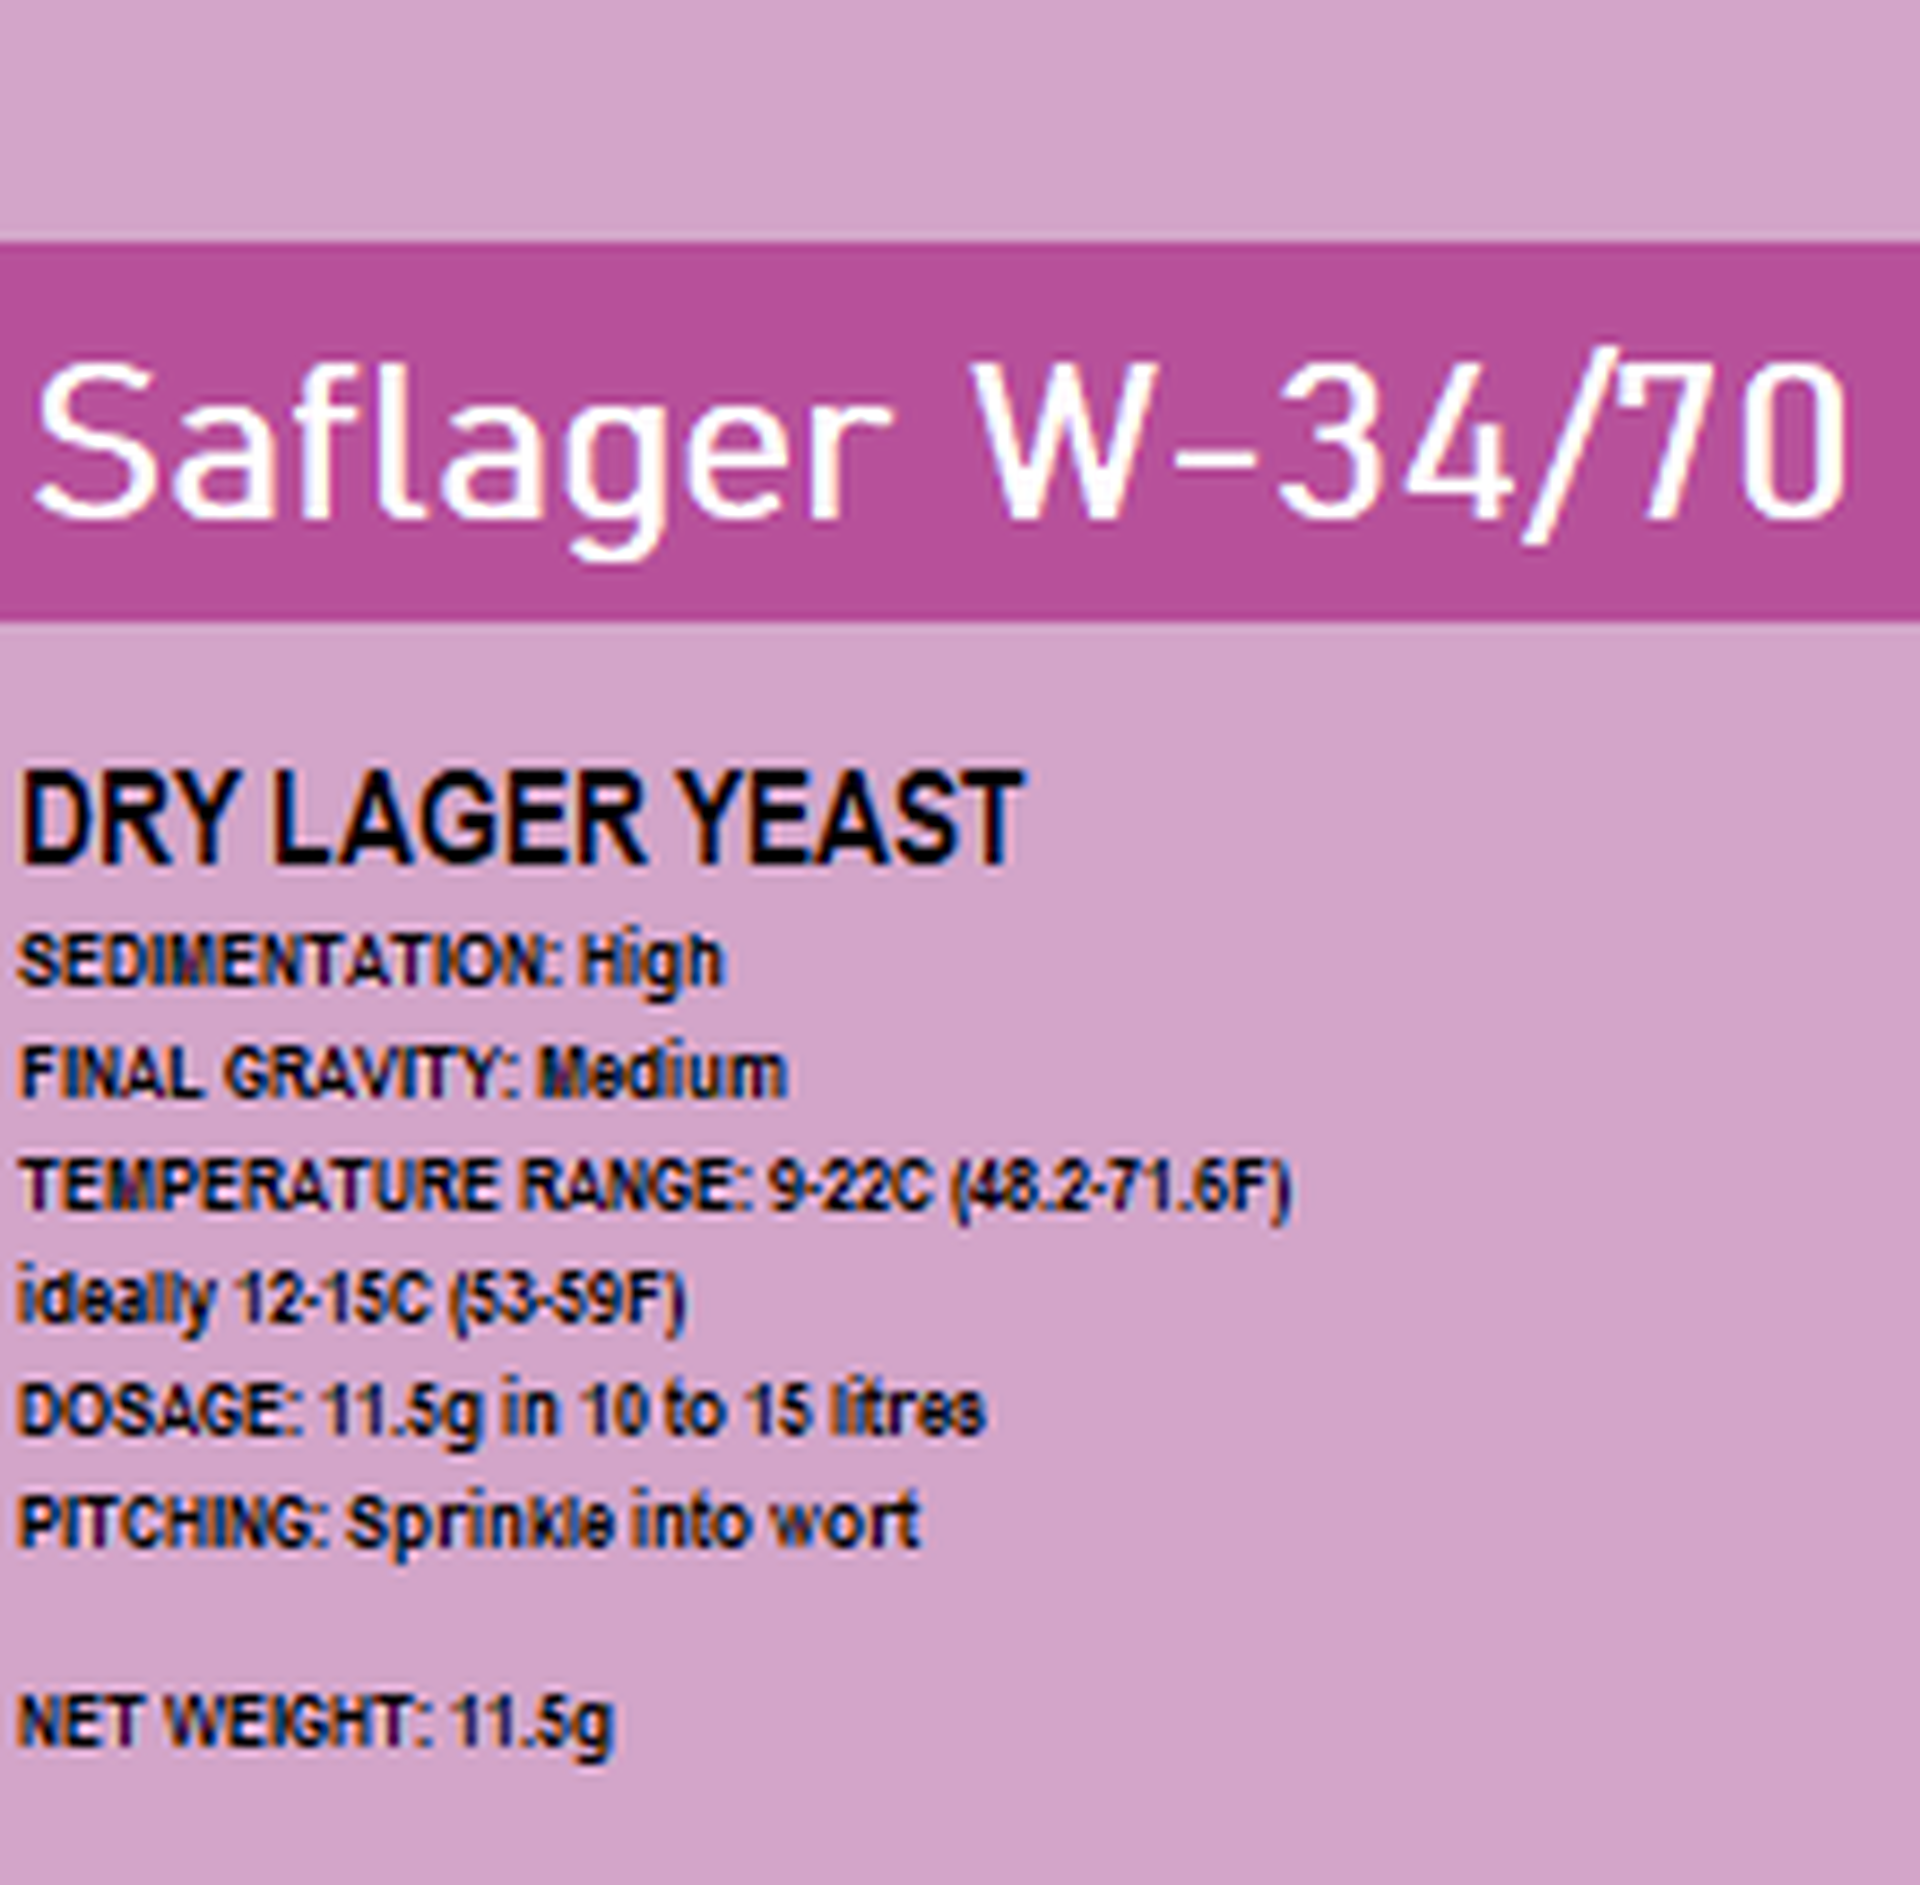 Saflager W-34/70
DRY LAGER YEAST
SEDIMENTATION: High
FINAL GRAVITY: Medium
TEMPERATURE RANGE: 9-22C (48.2-71.6F)
ideally 12-15C (53-59F)
DOSAGE: 11.5g in 10 to 15 litres
PITCHING: Sprinkle into wort
NET WEIGHT: 11.5g